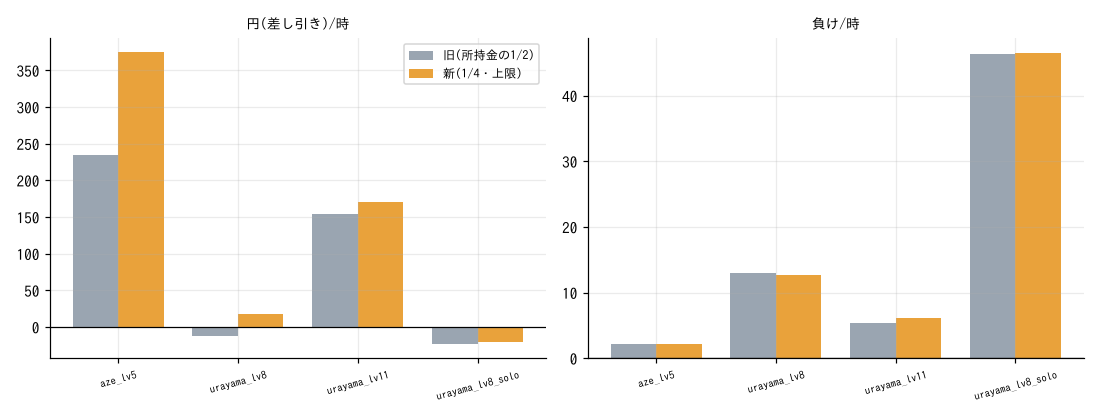 円(差し引き)/時
350
300
250
200
150
100
50
0
旧(所持金の1/2)
新(1/4・上限)
aze_lv5
urayama_lv8
urayama_lv11
urayama_lv8_solo
負け/時
40
30
20
10
0
aze_lv5
urayama_lv8
urayama_lv11
urayama_lv8_solo